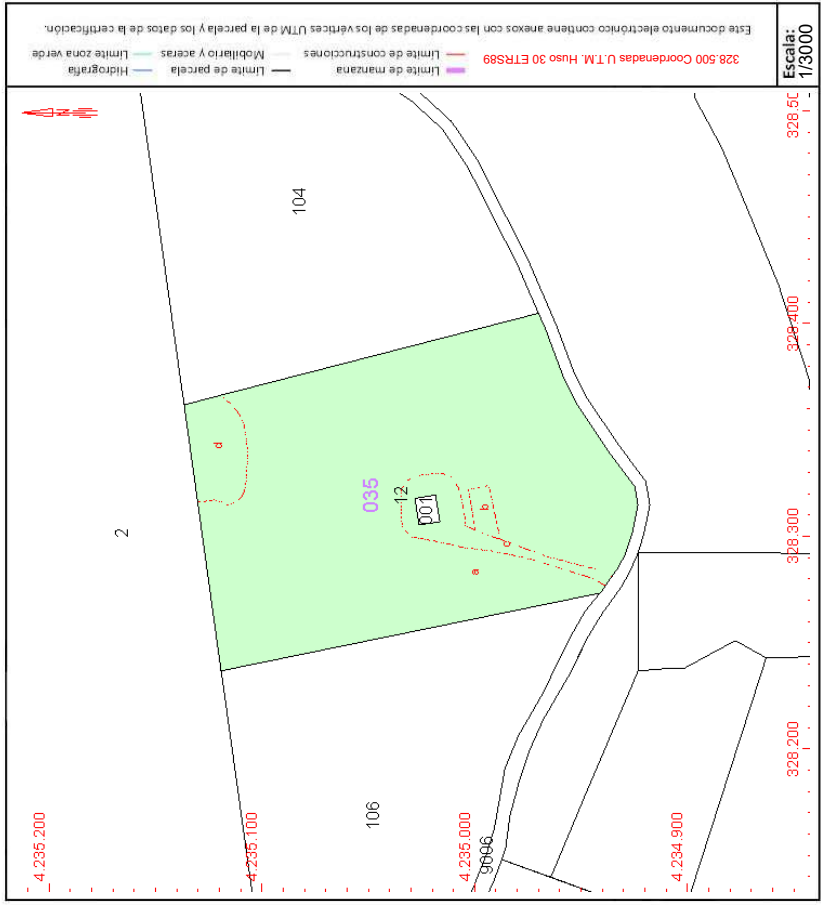 Este documento electrónico contiene anexos con las coordenadas de los vértices UTM de la parcela y los datos de la certificación.
328.500 Coordenadas U.T.M. Huso 30 ETRS89
Límite de manzana
Límite de construcciones
Límite de parcela
Mobiliario y aceras
Hidrografía
Límite zona verde
Escala:
1/3000
328.50
104
328.400
d
2
035
12
001
b
c
a
328.300
328.200
106
9006
4.235.200
4.235.100
4.235.000
4.234.900